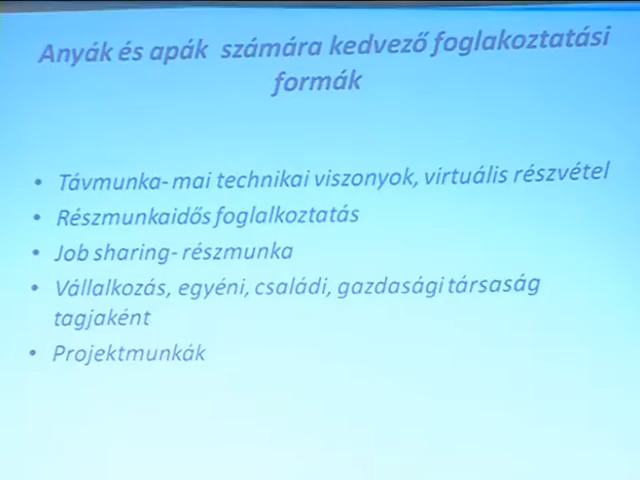 Anyák és apák számára kedvező foglakoztatási
formák
• Távmunka- mai technikai viszonyok, virtuális részvétel
• Részmunkaidős foglalkoztatás
• Job sharing- részmunka
• Vállalkozás, egyéni, családi, gazdasági társaság
tagjaként
• Projektmunkák